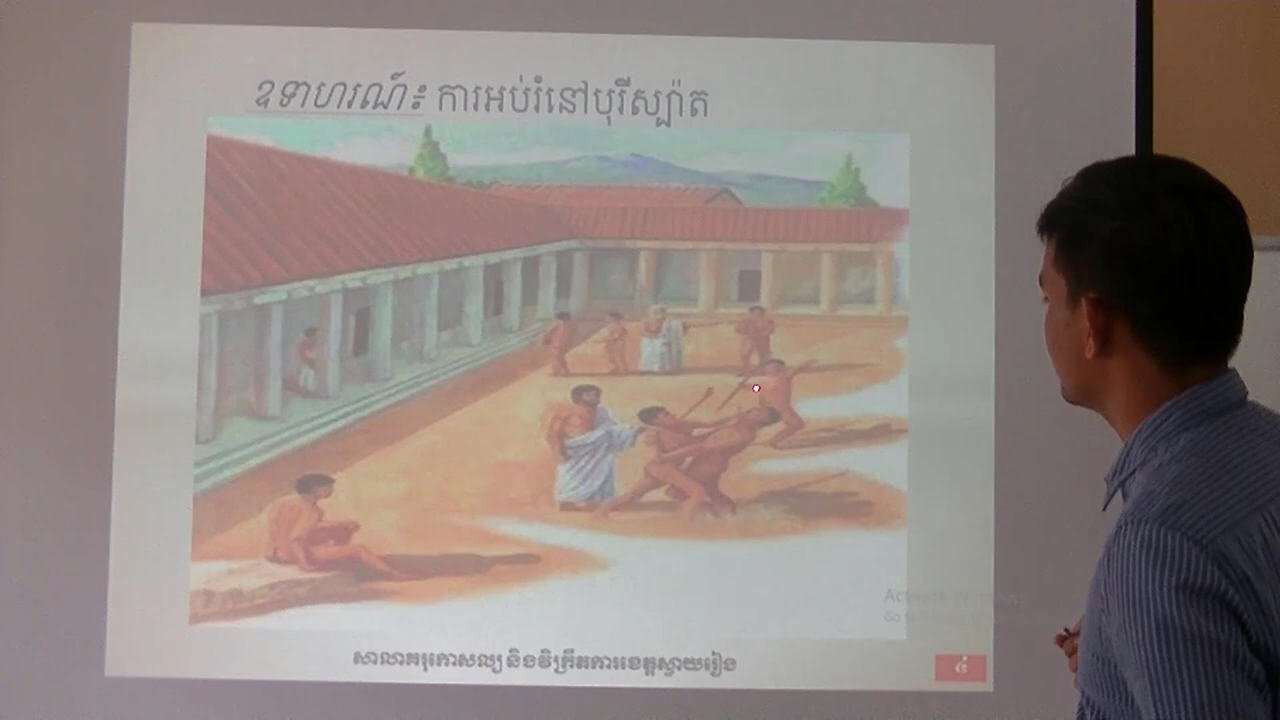 ឧទាហរណ៍៖ ការអប់រំនៅបុរីស្ប៉ាត
សាលាគរុកោសល្យ និងវិក្រឹតការខេត្តស្វាយរៀង
៤